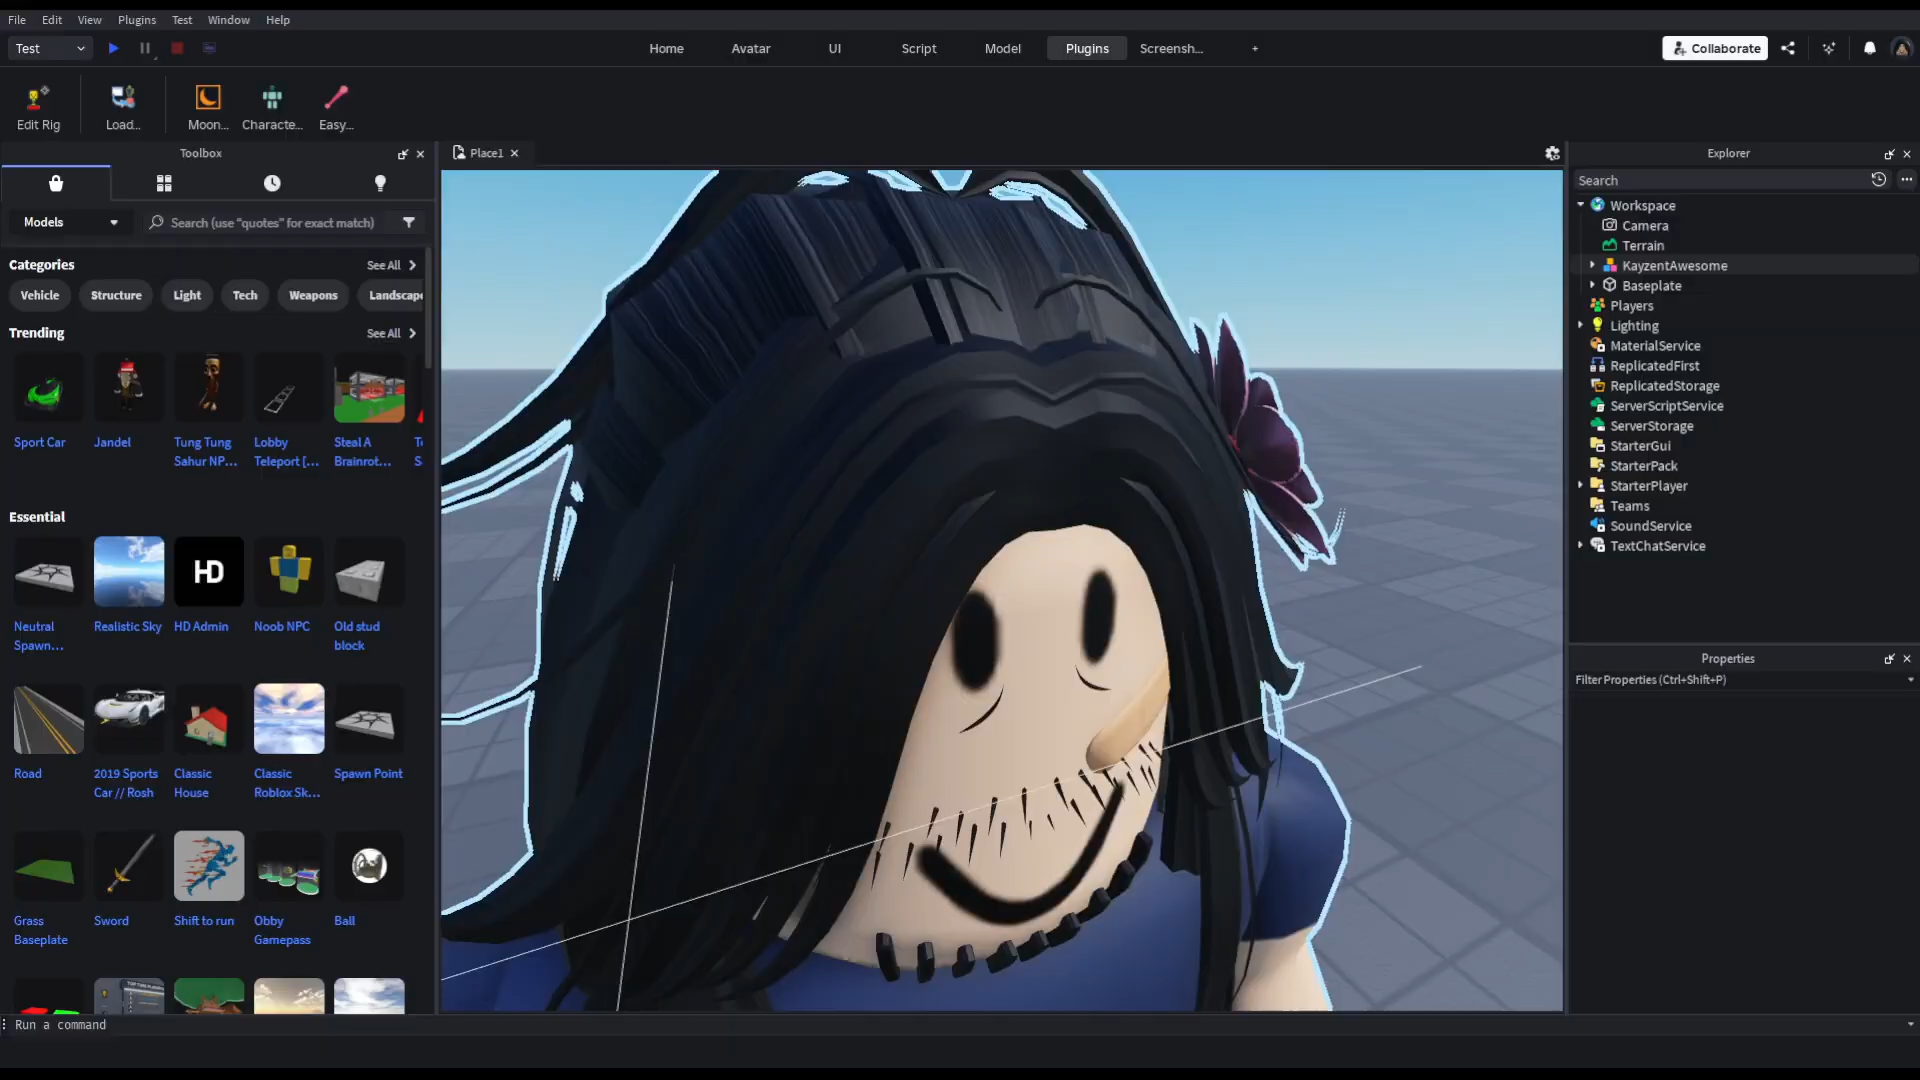 File Edit View Plugins Test Window Help
Test
Home Avatar UI Script Model Plugins Screensh... +
Collaborate
Edit Rig Load... Moon... Characte... Easy...
Toolbox
Place1
Explorer
Models
Search (use "quotes" for exact match)
Search
Categories
See All
Vehicle Structure Light Tech Weapons Landscape
Trending
See All
Sport Car
Jandel
Tung Tung
Sahur NP...
Lobby
Teleport [...
Steal A
Brainrot...
Essential
Neutral
Spawn...
Realistic Sky
HD
HD Admin
Noob NPC
Old stud
block
Road
2019 Sports
Car // Rosh
Classic
House
Classic
Roblox Sk...
Spawn Point
Grass
Baseplate
Sword
Shift to run
Obby
Gamepass
Ball
Workspace
Camera
Terrain
KayzentAwesome
Baseplate
Players
Lighting
MaterialService
ReplicatedFirst
ReplicatedStorage
ServerScriptService
ServerStorage
StarterGui
StarterPack
StarterPlayer
Teams
SoundService
TextChatService
Properties
Filter Properties (Ctrl+Shift+P)
Run a command